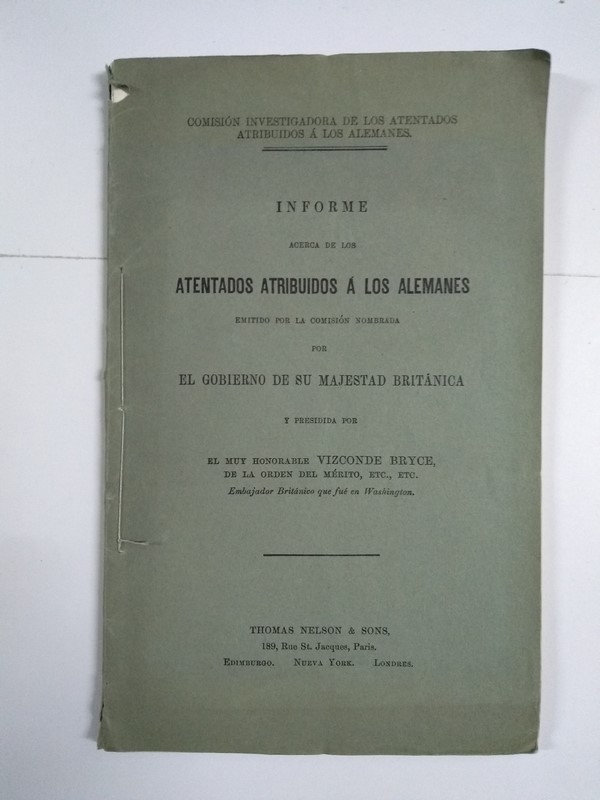 COMISIÓN INVESTIGADORA DE LOS ATENTADOS
ATRIBUIDOS Á LOS ALEMANES.
INFORME
ACERCA DE LOS
ATENTADOS ATRIBUIDOS Á LOS ALEMANES
EMITIDO POR LA COMISIÓN NOMBRADA
POR
EL GOBIERNO DE SU MAJESTAD BRITÁNICA
Y PRESIDIDA POR
EL MUY HONORABLE VIZCONDE BRYCE,
DE LA ORDEN DEL MÉRITO, ETC., ETC.
Embajador Británico que fué en Washington.
THOMAS NELSON & SONS,
189, Rue St. Jacques, Paris.
EDIMBURGO. NUEVA YORK. LONDRES.